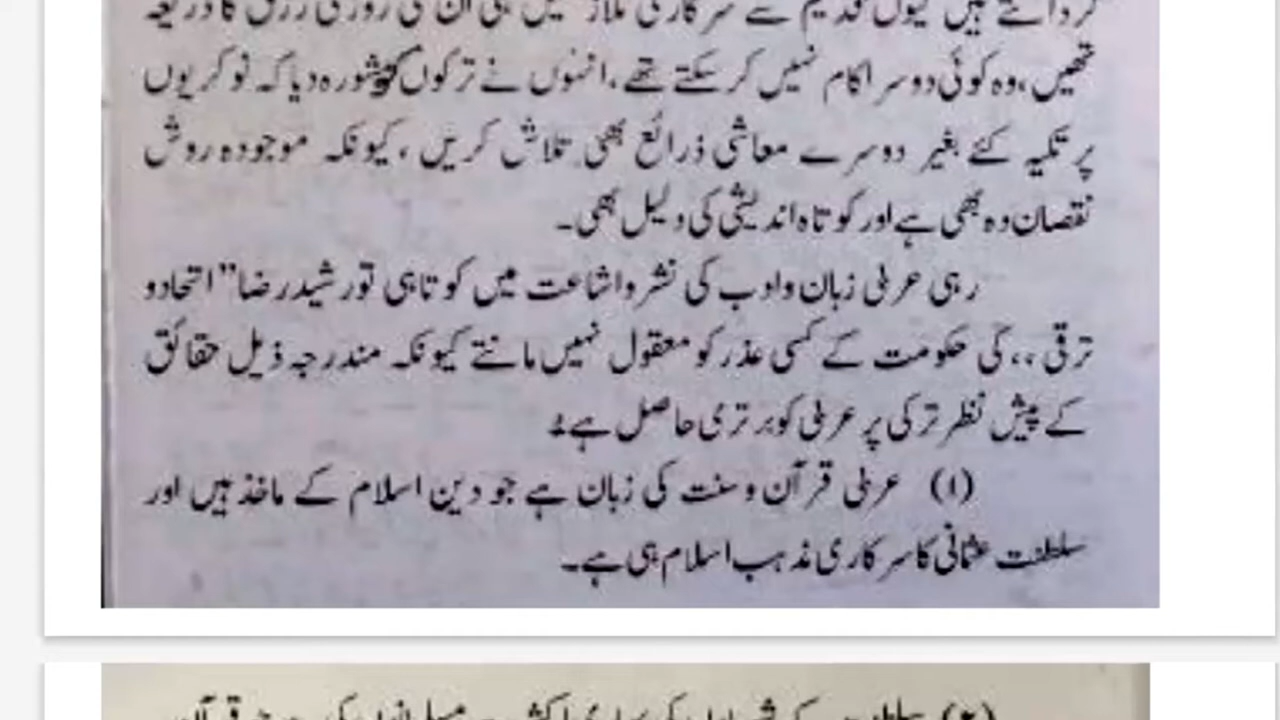 گردانتے ہیں کیوں قدیم سے سرکاری ملازمتیں ہی ان کی روزی رزق کا ذریعہ
تھیں، وہ کوئی دوسرا کام نہیں کر سکتے تھے، انہوں نے ترکوں کو مشورہ دیا کہ نوکریوں
پر تکیہ کئے بغیر دوسرے معاشی ذرائع بھی تلاش کریں، کیونکہ موجودہ روش
نقصان دہ بھی ہے اور کوتاہ اندیشی کی دلیل بھی۔
رہی عربی زبان و ادب کی نشر و اشاعت میں کوتاہی تو رشید رضا "اتحاد و
ترقی،، کی حکومت کے کسی عذر کو معقول نہیں مانتے کیونکہ مندرجہ ذیل حقائق
کے پیش نظر ترکی پر عربی کو برتری حاصل ہے
(۱) عربی قرآن و سنت کی زبان ہے جو دین اسلام کے ماخذ ہیں اور
سلطنت عثمانی کا سرکاری مذہب اسلام ہی ہے۔
(۲)